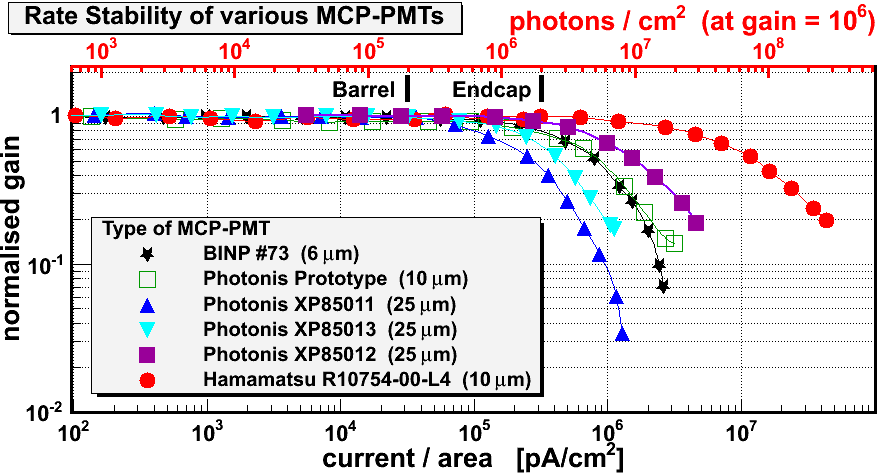 Rate Stability of various MCP-PMTs
photons / cm² (at gain = 10⁶)
10³ 10⁴ 10⁵ 10⁶ 10⁷ 10⁸
Barrel Endcap
normalised gain
1
10⁻¹
10⁻²
Type of MCP-PMT
BINP #73 (6 μm)
Photonis Prototype (10 μm)
Photonis XP85011 (25 μm)
Photonis XP85013 (25 μm)
Photonis XP85012 (25 μm)
Hamamatsu R10754-00-L4 (10 μm)
10² 10³ 10⁴ 10⁵ 10⁶ 10⁷
current / area [pA/cm²]